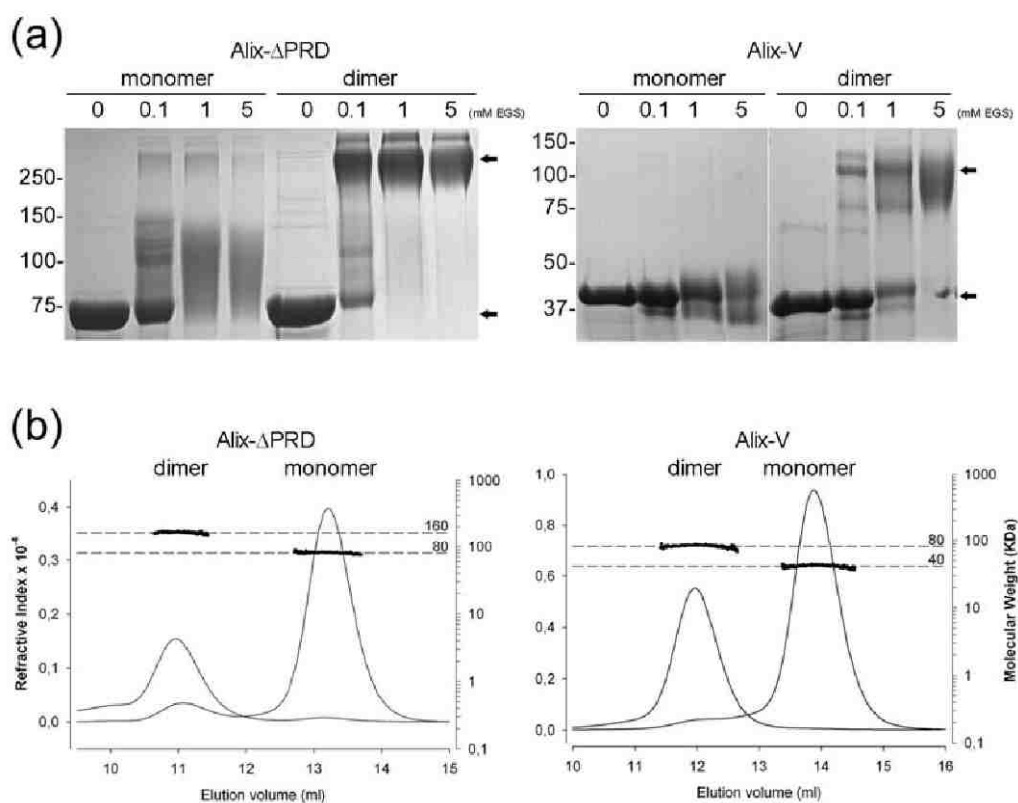 (a)
Alix-ΔPRD
monomer dimer
0 0.1 1 5 0 0.1 1 5 (mM EGS)
250-
150-
100-
75-
Alix-V
monomer dimer
0 0.1 1 5 0 0.1 1 5 (mM EGS)
150-
100-
75-
50-
37-
(b)
Alix-ΔPRD
dimer monomer
Refractive Index x 10⁻⁶
0,4
0,3
0,2
0,1
0,0
160
80
1000
100
10
1
0,1
10 11 12 13 14 15
Elution volume (ml)
Alix-V
dimer monomer
1,0
0,8
0,6
0,4
0,2
0,0
80
40
1000
100
10
1
0,1
Molecular Weight (KDa)
10 11 12 13 14 15 16
Elution volume (ml)